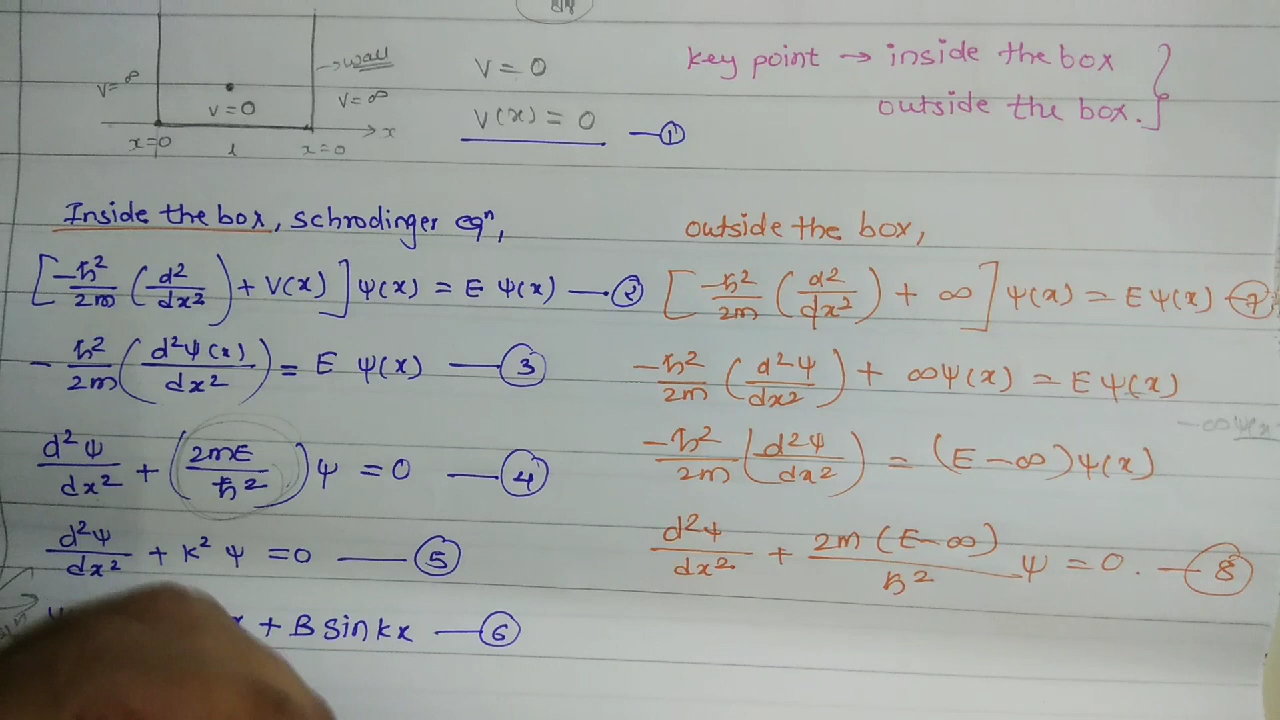 V=∞
V=0
→wall
V=∞
→x
x=0
l
x=0
V=0
V(x)=0 —①
key point → inside the box
outside the box.
Inside the box, schrodinger eqⁿ,
[-ħ²/2m (d²/dx²) + V(x)] ψ(x) = E ψ(x) —②
-ħ²/2m (d²ψ(x)/dx²) = E ψ(x) —③
d²ψ/dx² + (2mE/ħ²) ψ = 0 —④
d²ψ/dx² + K² ψ = 0 —⑤
+ B sin kx —⑥
outside the box,
[-ħ²/2m (d²/dx²) + ∞] ψ(x) = E ψ(x) —⑦
-ħ²/2m (d²ψ/dx²) + ∞ψ(x) = E ψ(x)
-ħ²/2m (d²ψ/dx²) = (E-∞)ψ(x)
d²ψ/dx² + 2m(E-∞)/ħ² ψ = 0. —⑧